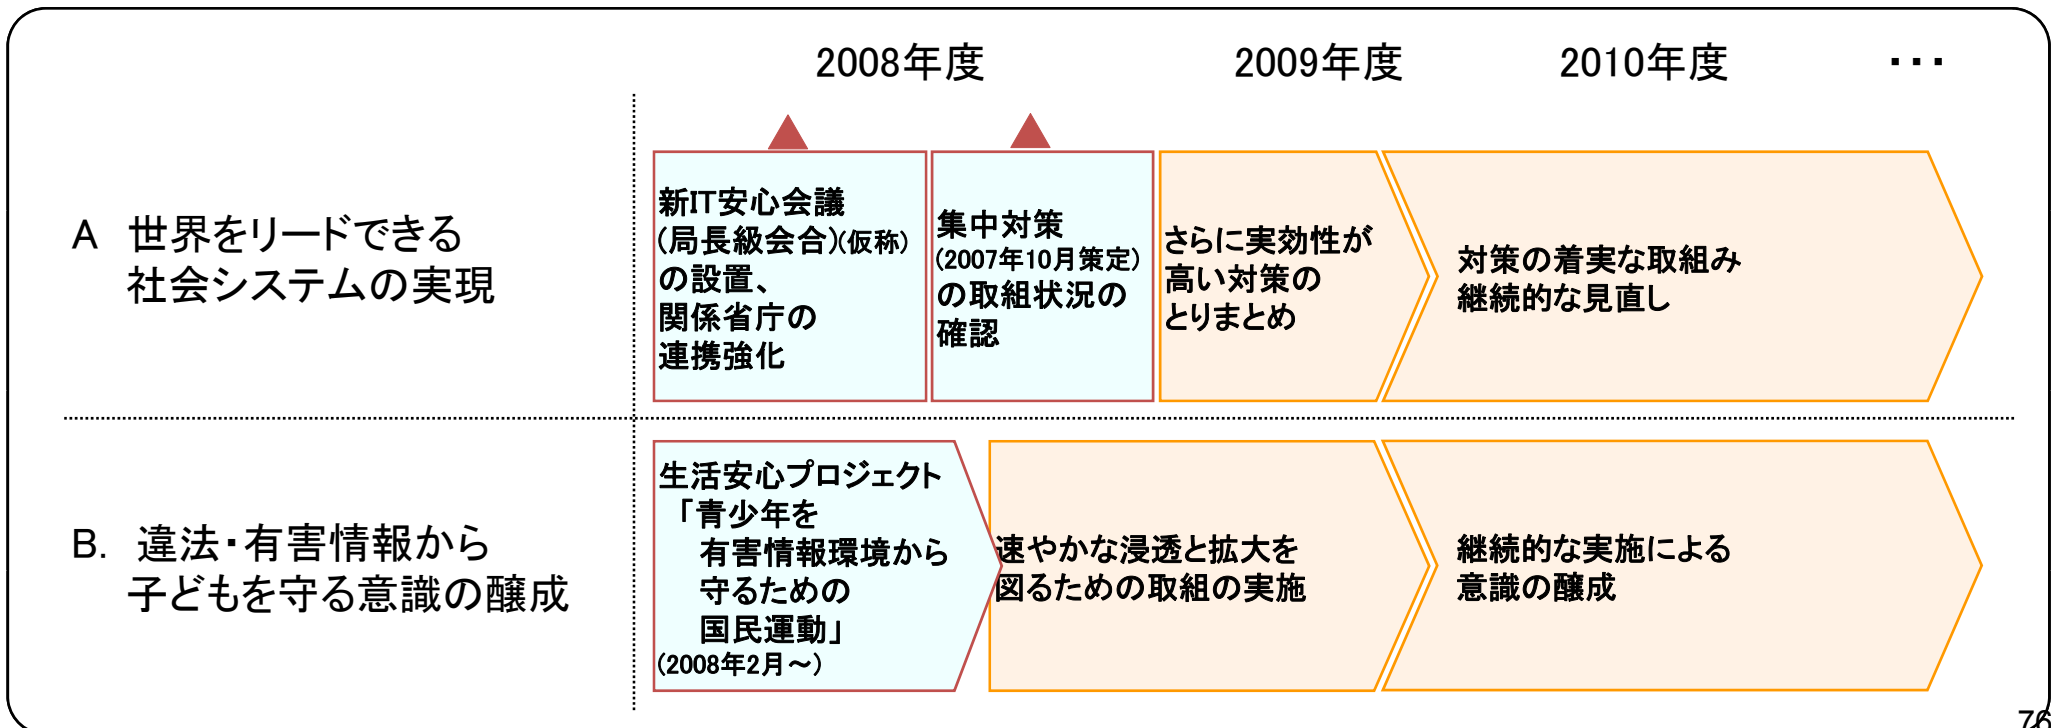 2008年度 2009年度 2010年度 ・・・
A 世界をリードできる
社会システムの実現
新IT安心会議
(局長級会合)(仮称)
の設置、
関係省庁の
連携強化
集中対策
(2007年10月策定)
の取組状況の
確認
さらに実効性が
高い対策の
とりまとめ
対策の着実な取組み
継続的な見直し
B. 違法・有害情報から
子どもを守る意識の醸成
生活安心プロジェクト
「青少年を
有害情報環境から
守るための
国民運動」
(2008年2月～)
速やかな浸透と拡大を
図るための取組の実施
継続的な実施による
意識の醸成
76